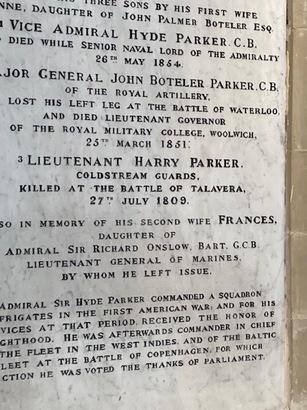 THREE SONS BY HIS FIRST WIFE
ANNE, DAUGHTER OF JOHN PALMER BOTELER ESQ.
1 VICE ADMIRAL HYDE PARKER. C.B.
DIED WHILE SENIOR NAVAL LORD OF THE ADMIRALTY
26TH MAY 1854.
MAJOR GENERAL JOHN BOTELER PARKER, C.B.
OF THE ROYAL ARTILLERY,
LOST HIS LEFT LEG AT THE BATTLE OF WATERLOO,
AND DIED LIEUTENANT GOVERNOR
OF THE ROYAL MILITARY COLLEGE, WOOLWICH,
25TH MARCH 1851.
3 LIEUTENANT HARRY PARKER.
COLDSTREAM GUARDS,
KILLED AT THE BATTLE OF TALAVERA,
27TH JULY 1809.
SO IN MEMORY OF HIS SECOND WIFE FRANCES,
DAUGHTER OF
ADMIRAL SIR RICHARD ONSLOW, BART. G.C.B.
LIEUTENANT GENERAL OF MARINES,
BY WHOM HE LEFT ISSUE.
ADMIRAL SIR HYDE PARKER COMMANDED A SQUADRON
FRIGATES IN THE FIRST AMERICAN WAR; AND FOR HIS
VICES AT THAT PERIOD, RECEIVED THE HONOR OF
GHTHOOD. HE WAS AFTERWARDS COMMANDER IN CHIEF
THE FLEET IN THE WEST INDIES, AND OF THE BALTIC
LEET AT THE BATTLE OF COPENHAGEN, FOR WHICH
CTION HE WAS VOTED THE THANKS OF PARLIAMENT.